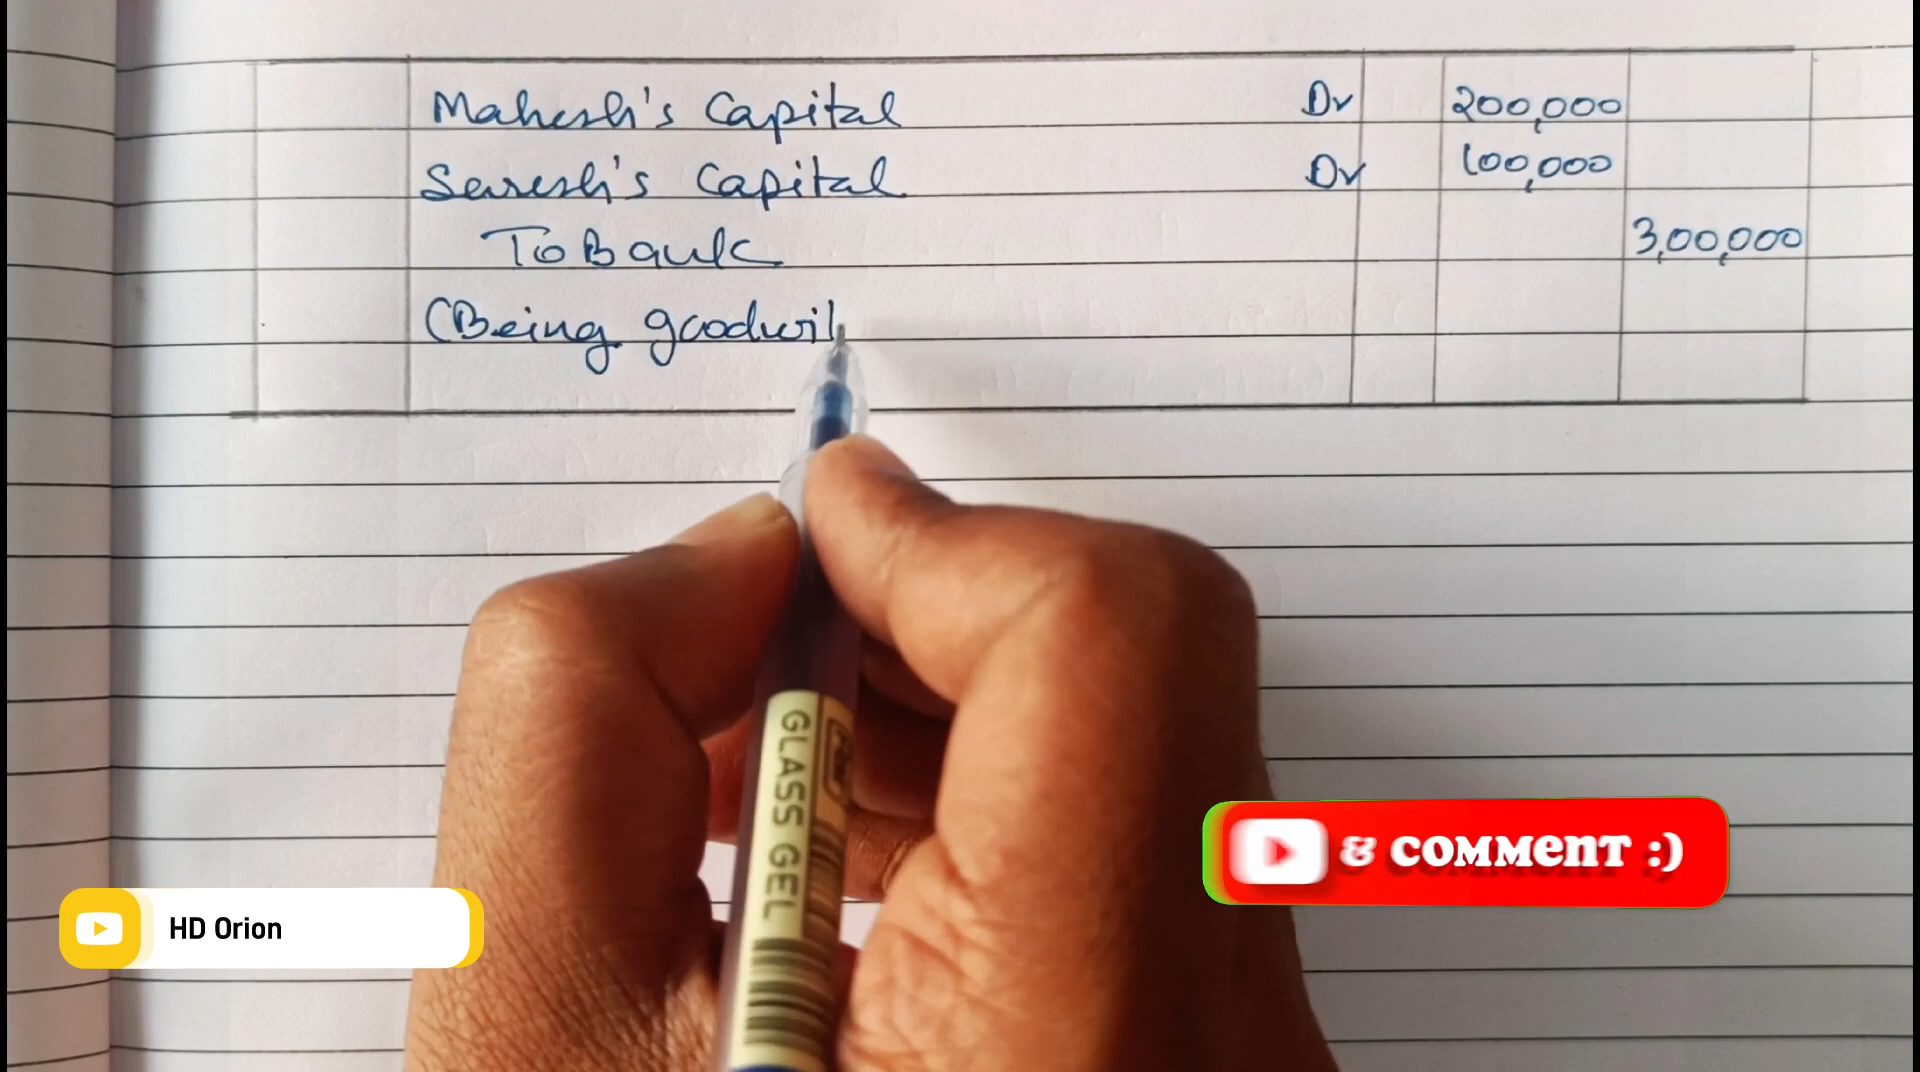 Mahesh's Capital Dr 200,000
Suresh's Capital Dr 100,000
To Bank 3,00,000
(Being goodwil
GLASS GEL
& COMMENT :)
HD Orion